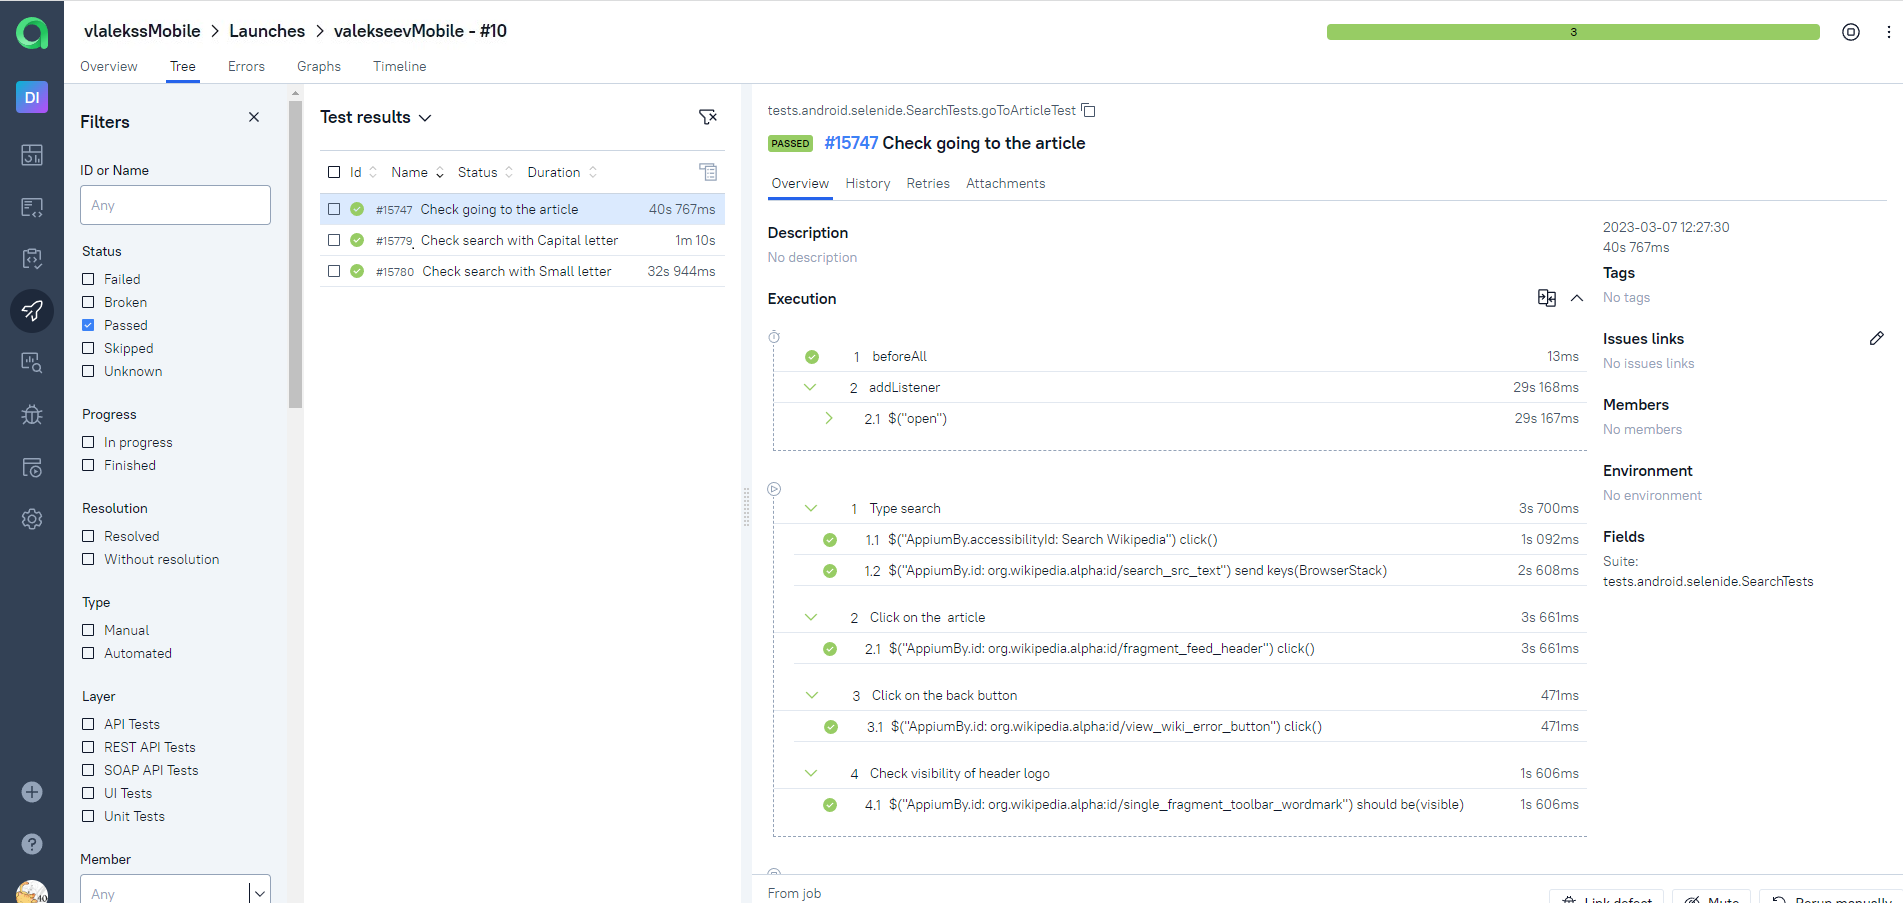 vlalekssMobile > Launches > valekseevMobile - #10
3
Overview Tree Errors Graphs Timeline
DI
Filters
ID or Name
Any
Status
Failed
Broken
Passed
Skipped
Unknown
Progress
In progress
Finished
Resolution
Resolved
Without resolution
Type
Manual
Automated
Layer
API Tests
REST API Tests
SOAP API Tests
UI Tests
Unit Tests
Member
Any
Test results
Id Name Status Duration
#15747 Check going to the article 40s 767ms
#15779 Check search with Capital letter 1m 10s
#15780 Check search with Small letter 32s 944ms
tests.android.selenide.SearchTests.goToArticleTest
PASSED #15747 Check going to the article
Overview History Retries Attachments
Description
No description
Execution
1 beforeAll 13ms
2 addListener 29s 168ms
2.1 $("open") 29s 167ms
1 Type search 3s 700ms
1.1 $("AppiumBy.accessibilityId: Search Wikipedia") click() 1s 092ms
1.2 $("AppiumBy.id: org.wikipedia.alpha:id/search_src_text") send keys(BrowserStack) 2s 608ms
2 Click on the article 3s 661ms
2.1 $("AppiumBy.id: org.wikipedia.alpha:id/fragment_feed_header") click() 3s 661ms
3 Click on the back button 471ms
3.1 $("AppiumBy.id: org.wikipedia.alpha:id/view_wiki_error_button") click() 471ms
4 Check visibility of header logo 1s 606ms
4.1 $("AppiumBy.id: org.wikipedia.alpha:id/single_fragment_toolbar_wordmark") should be(visible) 1s 606ms
2023-03-07 12:27:30
40s 767ms
Tags
No tags
Issues links
No issues links
Members
No members
Environment
No environment
Fields
Suite:
tests.android.selenide.SearchTests
From job
Link defect Mute Rerun manually